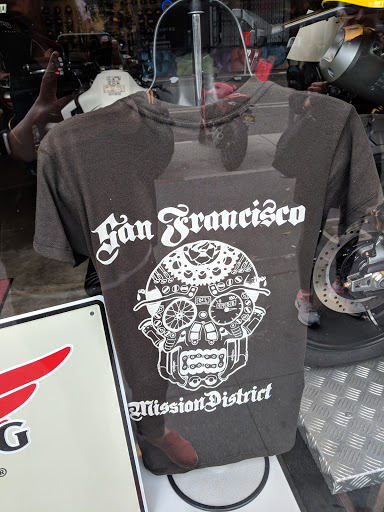 San Francisco
Mission District
G
®